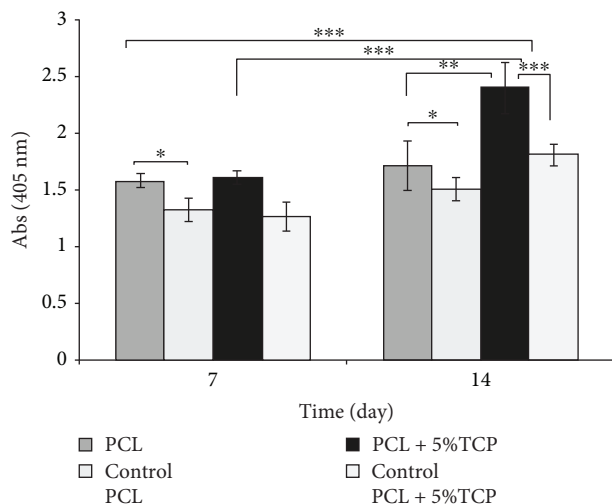 ***
***
**
***
*
*
3
2.5
2
1.5
1
0.5
0
Abs (405 nm)
7
14
Time (day)
PCL
PCL + 5%TCP
Control
PCL
Control
PCL + 5%TCP